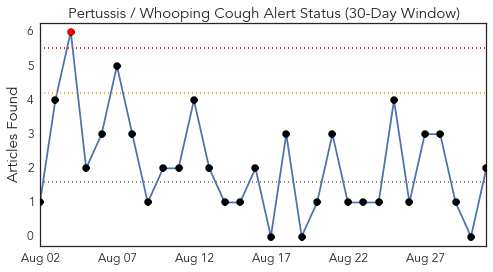 Pertussis / Whooping Cough Alert Status (30-Day Window)
Articles Found
6
5
4
3
2
1
0
Aug 02 Aug 07 Aug 12 Aug 17 Aug 22 Aug 27